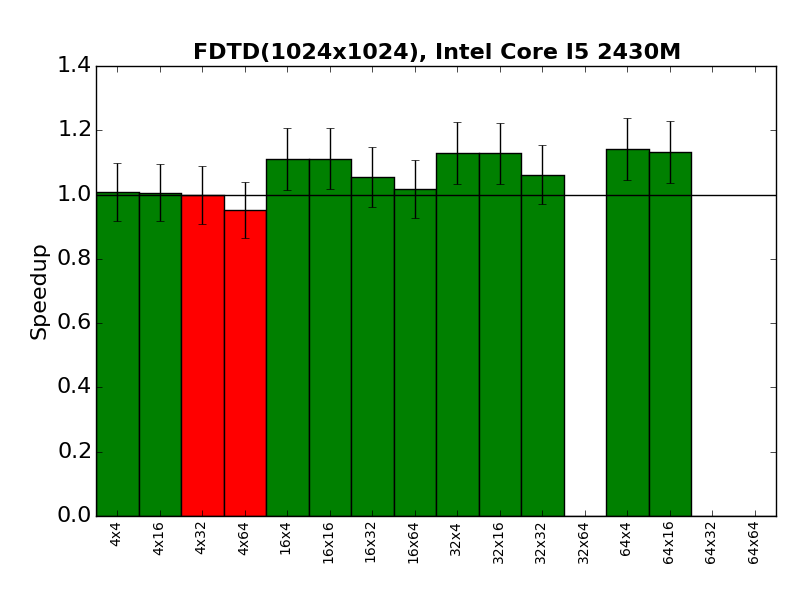 FDTD(1024x1024), Intel Core I5 2430M
1.4
1.2
1.0
0.8
0.6
0.4
0.2
0.0
Speedup
4x4
4x16
4x32
4x64
16x4
16x16
16x32
16x64
32x4
32x16
32x32
32x64
64x4
64x16
64x32
64x64